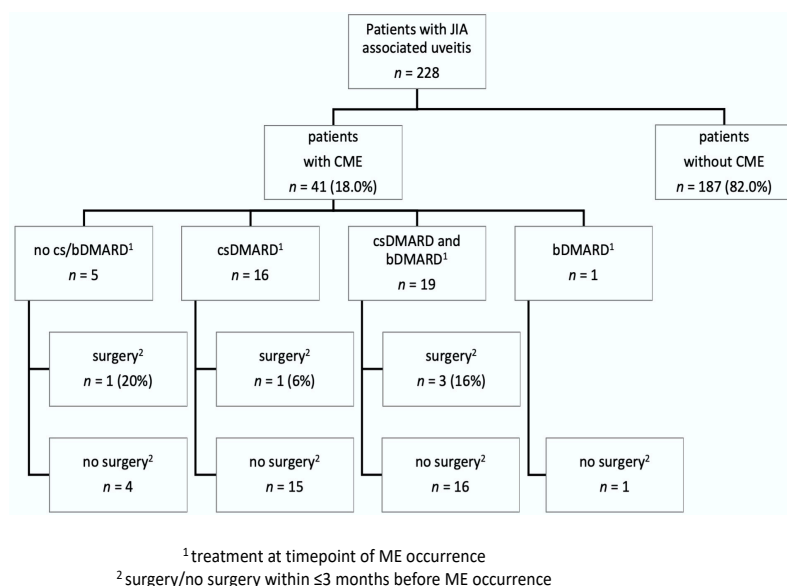 Patients with JIA
associated uveitis
n = 228
patients
with CME
n = 41 (18.0%)
patients
without CME
n = 187 (82.0%)
no cs/bDMARD¹
n = 5
csDMARD¹
n = 16
csDMARD and
bDMARD¹
n = 19
bDMARD¹
n = 1
surgery²
n = 1 (20%)
surgery²
n = 1 (6%)
surgery²
n = 3 (16%)
no surgery²
n = 4
no surgery²
n = 15
no surgery²
n = 16
no surgery²
n = 1
¹ treatment at timepoint of ME occurrence
² surgery/no surgery within ≤3 months before ME occurrence